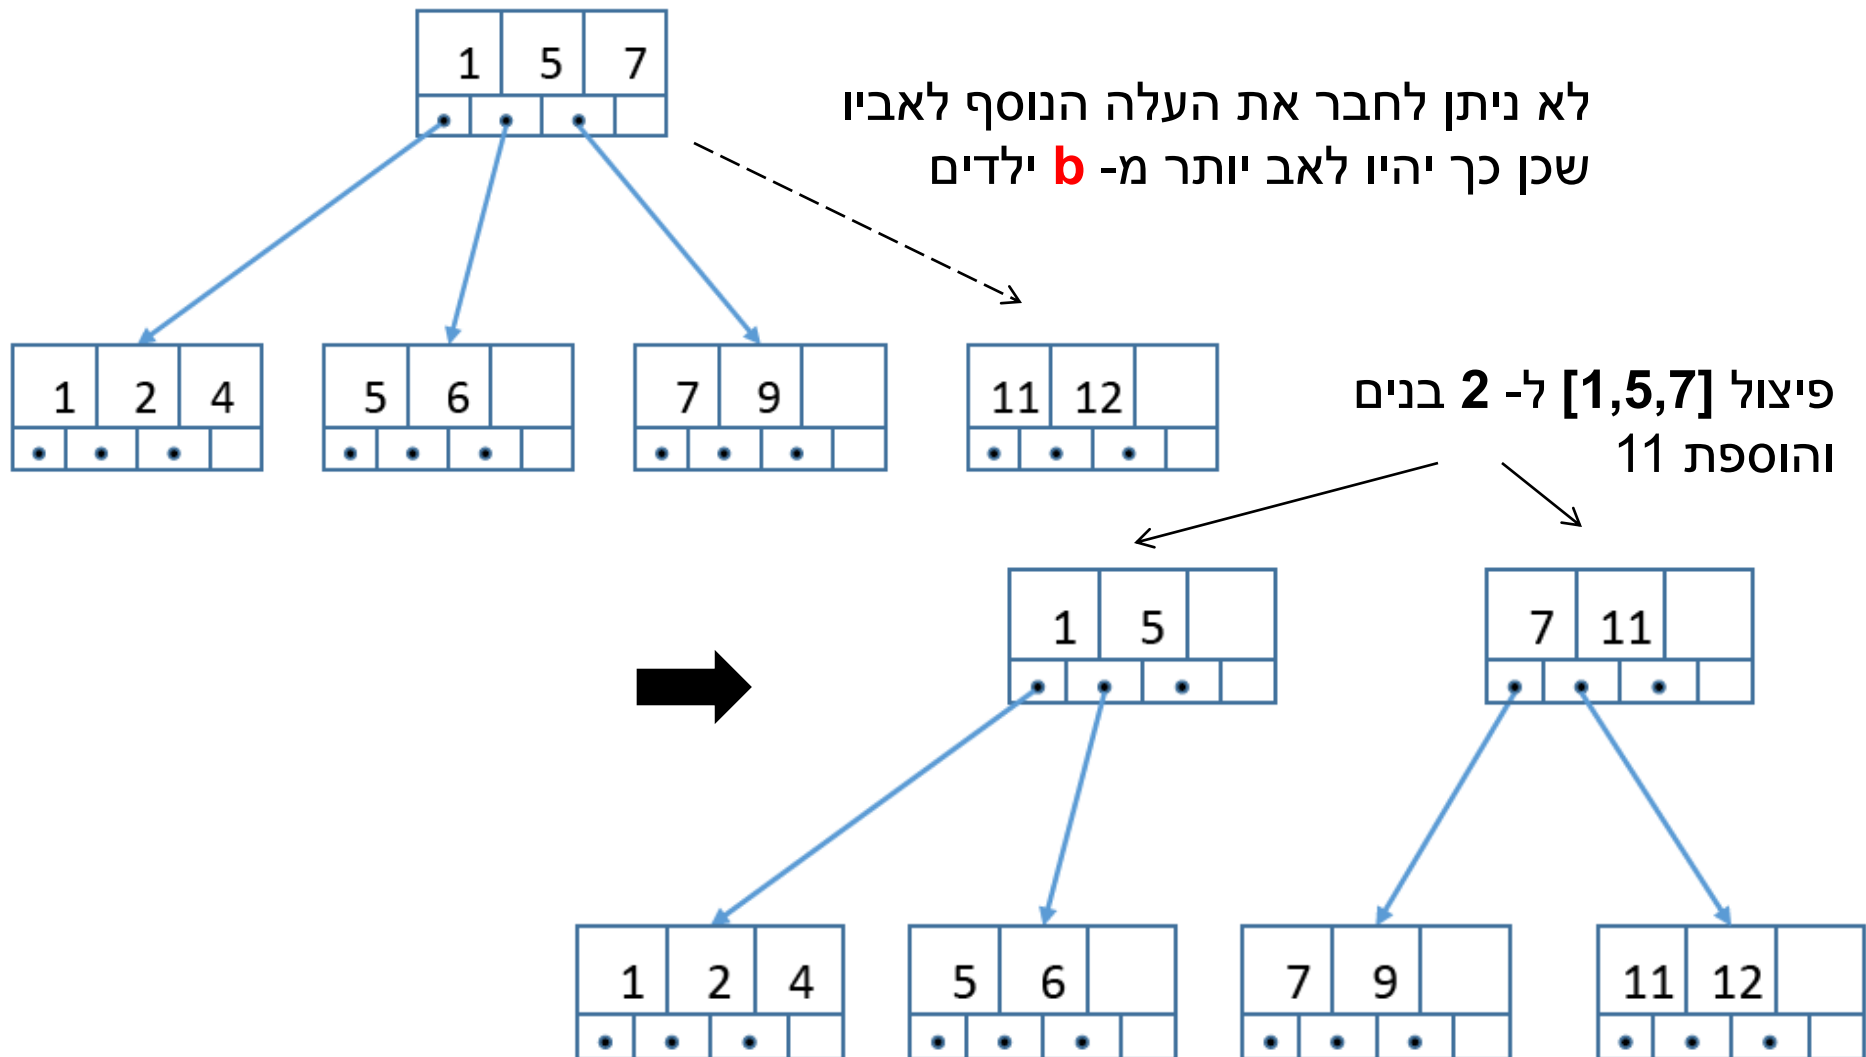 1 5 7
לא ניתן לחבר את העלה הנוסף לאביו
שכן כך יהיו לאב יותר מ- b ילדים
1 2 4
5 6
7 9
11 12
פיצול [1,5,7] ל- 2 בנים
והוספת 11
1 5
7 11
1 2 4
5 6
7 9
11 12